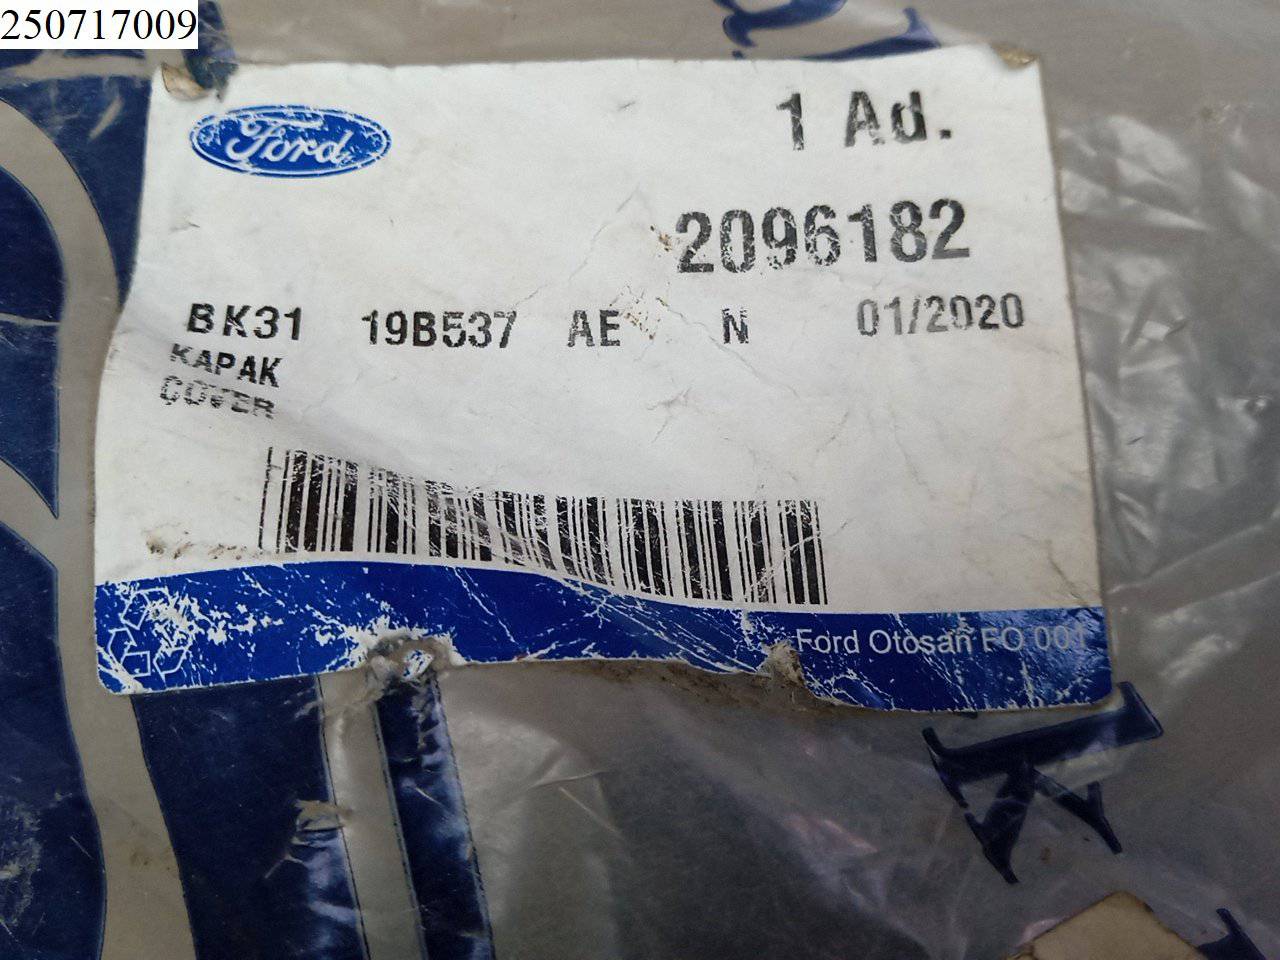 250717009
Ford
1 Ad.
2096182
BK31 19B537 AE N 01/2020
KAPAK
COVER
Ford Otosan FO 001